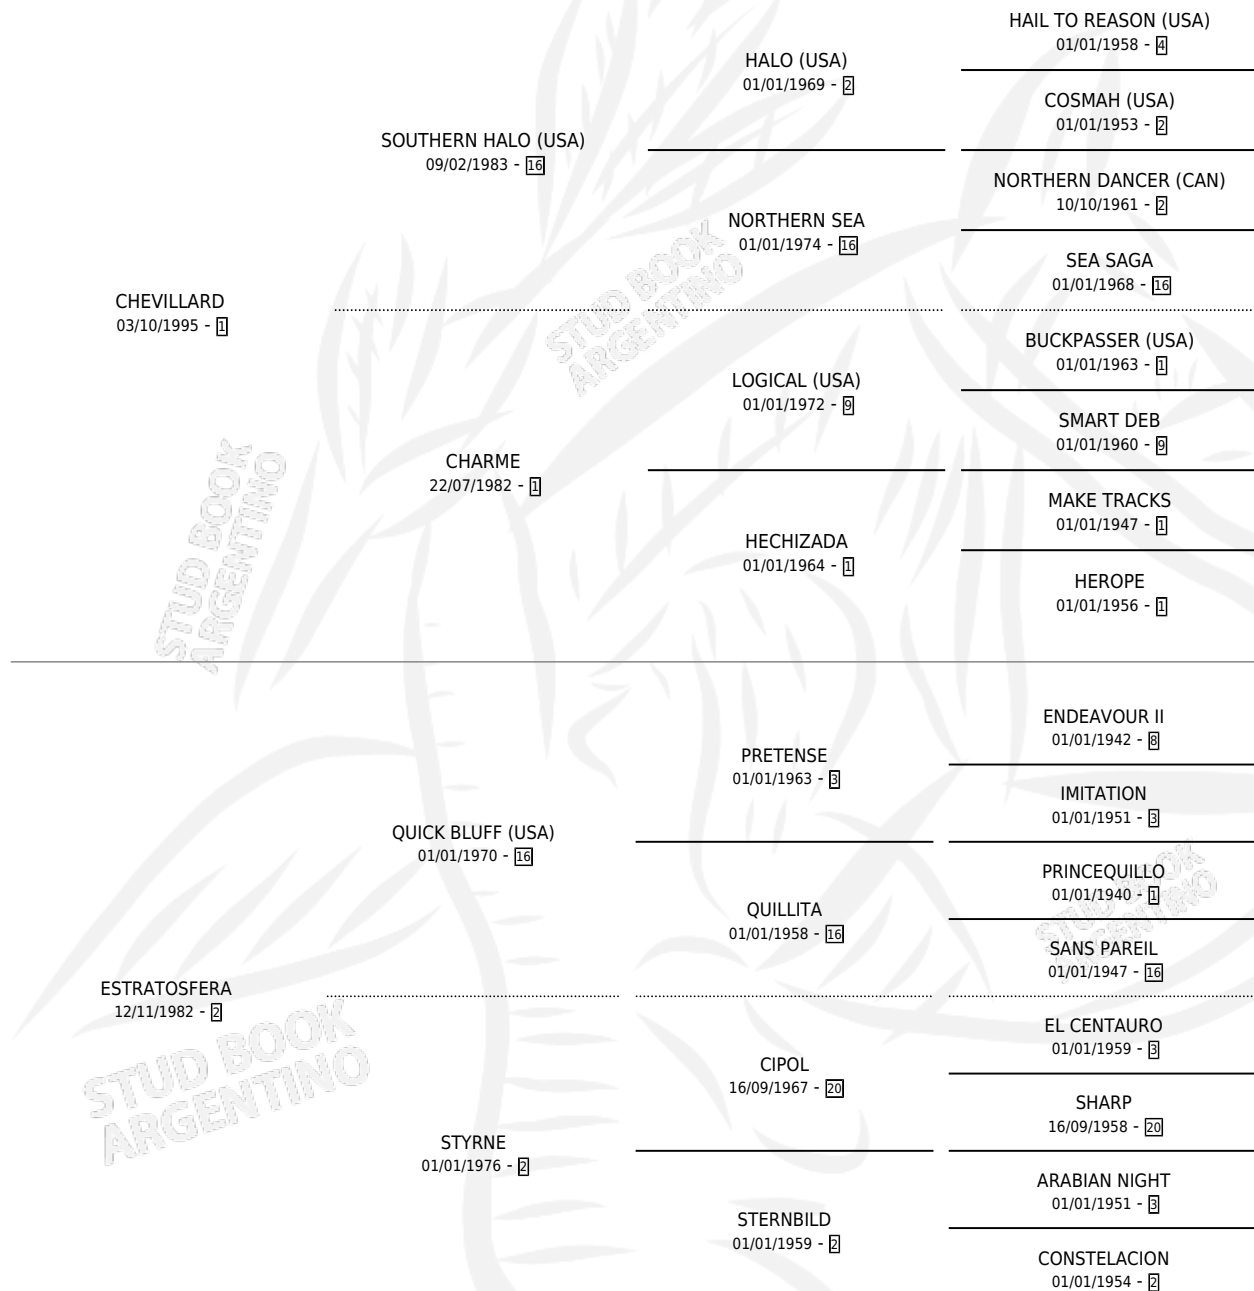 HAIL TO REASON (USA)
01/01/1958 - 4
HALO (USA)
01/01/1969 - 2
COSMAH (USA)
01/01/1953 - 2
SOUTHERN HALO (USA)
09/02/1983 - 16
NORTHERN DANCER (CAN)
10/10/1961 - 2
NORTHERN SEA
01/01/1974 - 16
SEA SAGA
01/01/1968 - 16
STUD BOOK
ARGENTINO
CHEVILLARD
03/10/1995 - 1
BUCKPASSER (USA)
01/01/1963 - 1
LOGICAL (USA)
01/01/1972 - 9
SMART DEB
01/01/1960 - 9
CHARME
22/07/1982 - 1
MAKE TRACKS
01/01/1947 - 1
HECHIZADA
01/01/1964 - 1
HEROPE
01/01/1956 - 1
STUD BOOK
ARGENTINO
ENDEAVOUR II
01/01/1942 - 8
PRETENSE
01/01/1963 - 3
IMITATION
01/01/1951 - 3
QUICK BLUFF (USA)
01/01/1970 - 16
PRINCEQUILLO
01/01/1940 - 1
QUILLITA
01/01/1958 - 16
SANS PAREIL
01/01/1947 - 16
STUD BOOK
ARGENTINO
ESTRATOSFERA
12/11/1982 - 2
EL CENTAURO
01/01/1959 - 3
CIPOL
16/09/1967 - 20
SHARP
16/09/1958 - 20
STUD BOOK
ARGENTINO
STYRNE
01/01/1976 - 2
ARABIAN NIGHT
01/01/1951 - 3
STERNBILD
01/01/1959 - 2
CONSTELACION
01/01/1954 - 2